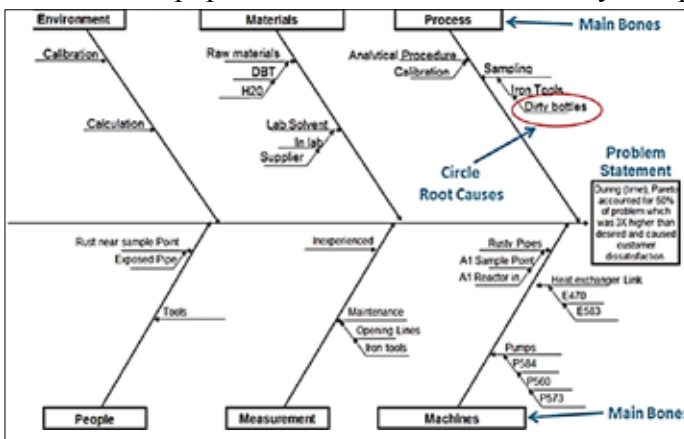 Environment
Materials
Process
Main Bones
Calibration
Raw materials
DBT
H20
Analytical Procedure
Calibration
Sampling
Iron Tools
Dirty bottles
Calculation
Lab Solvent
In lab
Supplier
Circle
Root Causes
Problem
Statement
During (time), Pareto
accounted for 50%
of problem which
was 3X higher than
desired and caused
customer
dissatisfaction.
Rust near sample Point
Exposed Pipe
Tools
Inexperienced
Maintenance
Opening Lines
Iron tools
Rusty Pipes
A1 Sample Point
A1 Reactor in
Heat exchanger Link
E470
E583
Pumps
P584
P560
P573
People
Measurement
Machines
Main Bones